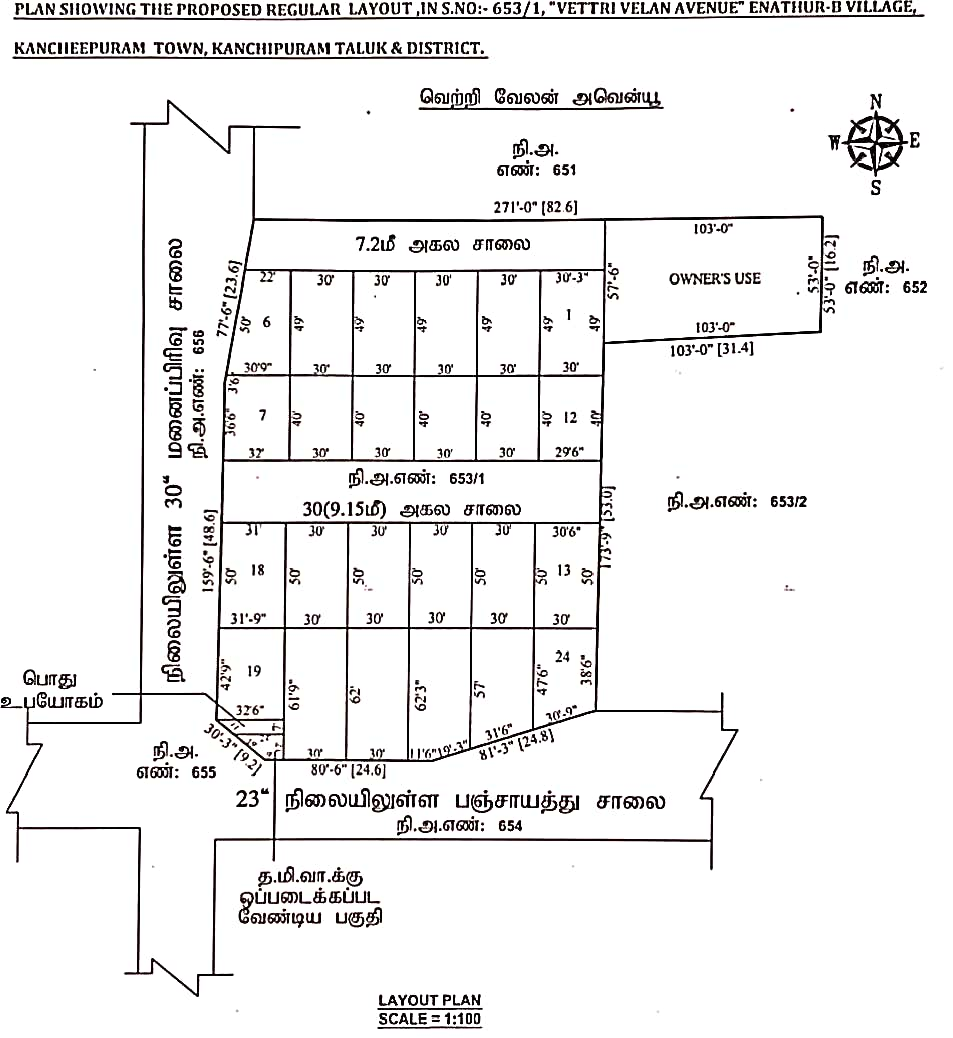 PLAN SHOWING THE PROPOSED REGULAR LAYOUT ,IN S.NO:- 653/1, "VETTRI VELAN AVENUE" ENATHUR-B VILLAGE,
KANCHEEPURAM TOWN, KANCHIPURAM TALUK & DISTRICT.
வெற்றி வேலன் அவென்யூ
N
W E
S
நி.அ.
எண்: 651
271'-0" [82.6]
7.2மீ அகல சாலை
103'-0"
57'-6"
OWNER'S USE
53'-0"
53'-0" [16.2]
நி.அ.
எண்: 652
103'-0"
103'-0" [31.4]
77'-6" [23.6]
22' 30' 30' 30' 30' 30'-3"
50' 6 49' 49' 49' 49' 49' 1 49'
30'9" 30' 30' 30' 30' 30'
3'6"
36'6" 7 40' 40' 40' 40' 40' 12 40'
32' 30" 30' 30' 30' 29'6"
நிலையிலுள்ள 30" மனைப்பிரிவு சாலை
நி.அ.எண்: 656
நி.அ.எண்: 653/1
30(9.15மீ) அகல சாலை
நி.அ.எண்: 653/2
159'-6" [48.6]
173'-9" [53.0]
31' 30' 30' 30' 30' 30'6"
50' 18 50' 50' 50' 50' 50' 13 50'
31'-9" 30' 30' 30' 30' 30'
42'9" 19 61'9" 62' 62'3" 57' 47'6" 24 38'6"
32'6"
7'
பொது
உபயோகம்
30'-3" [9.2]
30' 30' 11'6" 19'-3" 31'6" 30'-9"
80'-6" [24.6]
81'-3" [24.8]
நி.அ.
எண்: 655
23" நிலையிலுள்ள பஞ்சாயத்து சாலை
நி.அ.எண்: 654
த.மி.வா.க்கு
ஒப்படைக்கப்பட
வேண்டிய பகுதி
LAYOUT PLAN
SCALE = 1:100